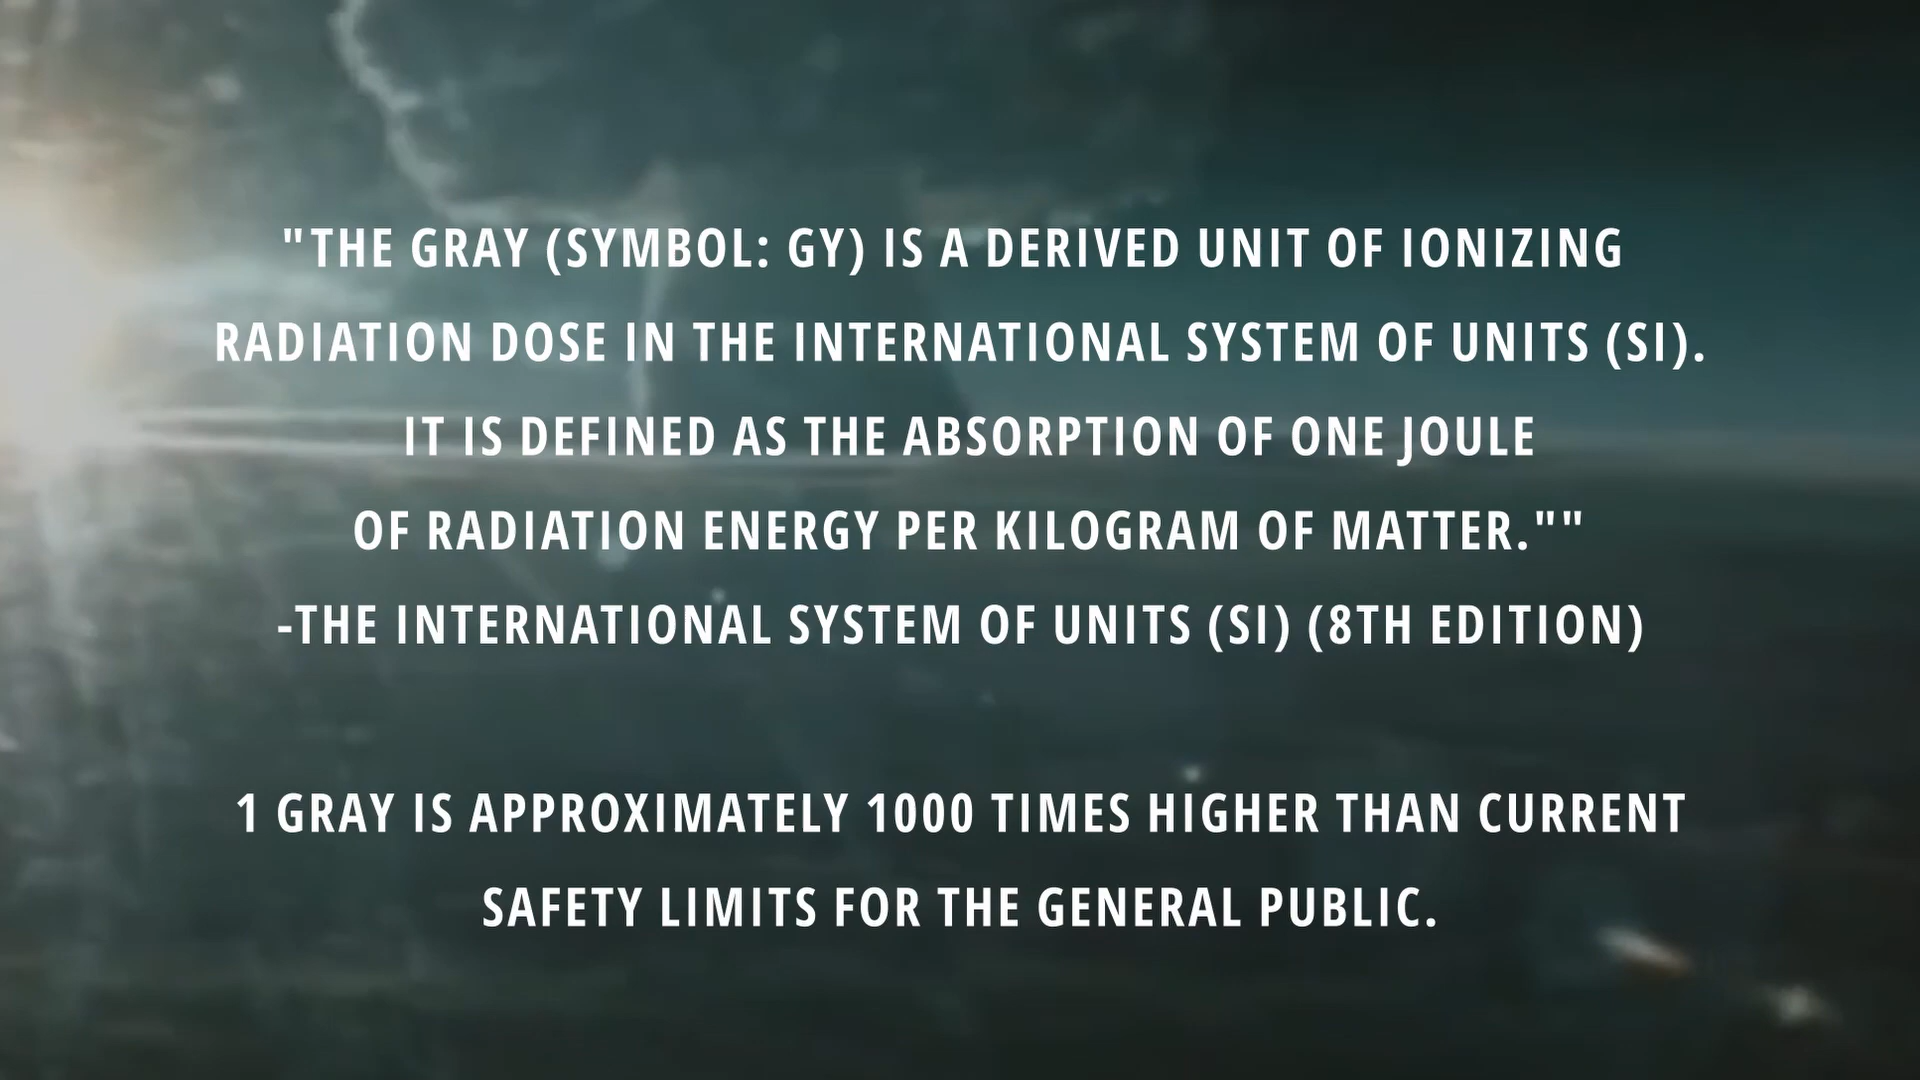 "THE GRAY (SYMBOL: GY) IS A DERIVED UNIT OF IONIZING
RADIATION DOSE IN THE INTERNATIONAL SYSTEM OF UNITS (SI).
IT IS DEFINED AS THE ABSORPTION OF ONE JOULE
OF RADIATION ENERGY PER KILOGRAM OF MATTER.""
-THE INTERNATIONAL SYSTEM OF UNITS (SI) (8TH EDITION)
1 GRAY IS APPROXIMATELY 1000 TIMES HIGHER THAN CURRENT
SAFETY LIMITS FOR THE GENERAL PUBLIC.